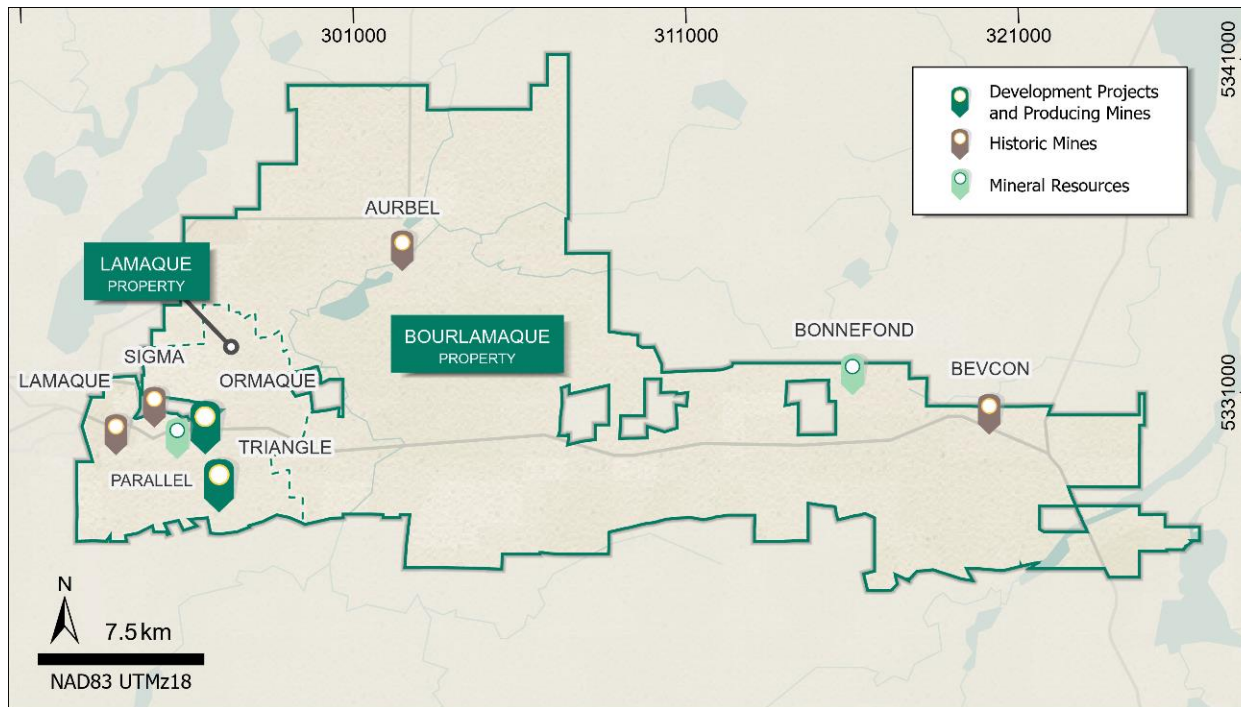 301000
311000
321000
5341000
Development Projects
and Producing Mines
Historic Mines
Mineral Resources
AURBEL
LAMAQUE
PROPERTY
BOURLAMAQUE
PROPERTY
BONNEFOND
SIGMA
LAMAQUE
ORMAQUE
BEVCON
5331000
TRIANGLE
PARALLEL
N
7.5 km
NAD83 UTMz18